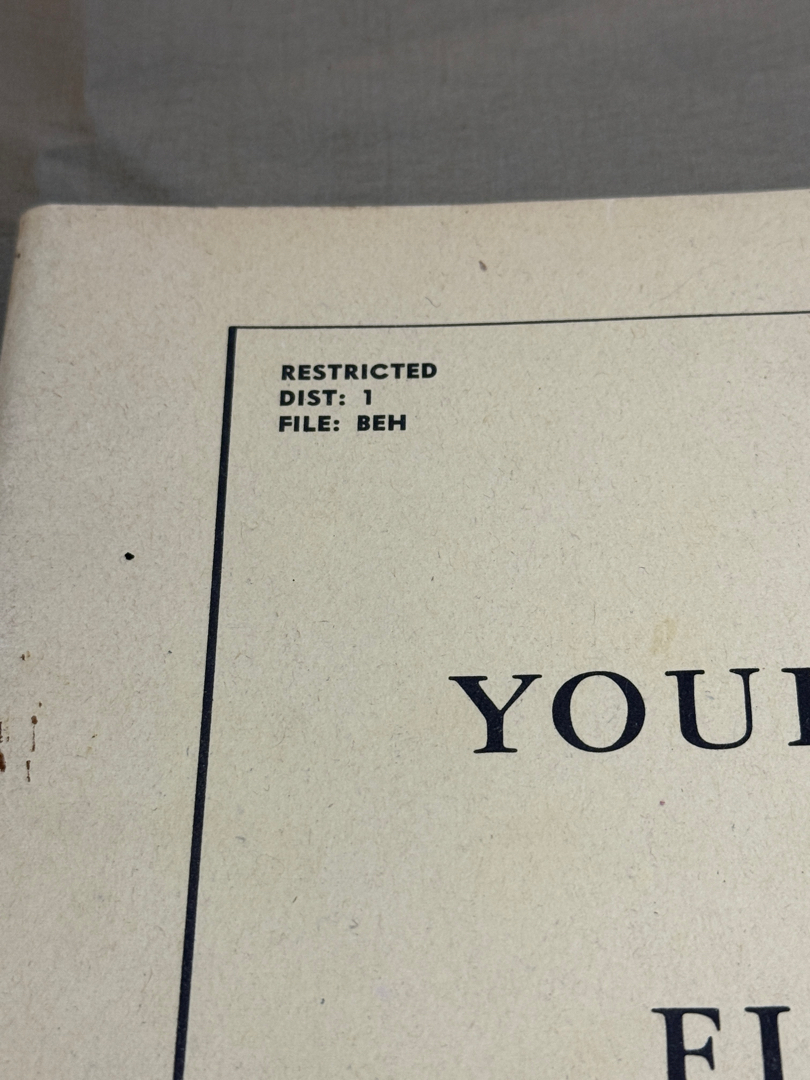 RESTRICTED
DIST: 1
FILE: BEH
YOU